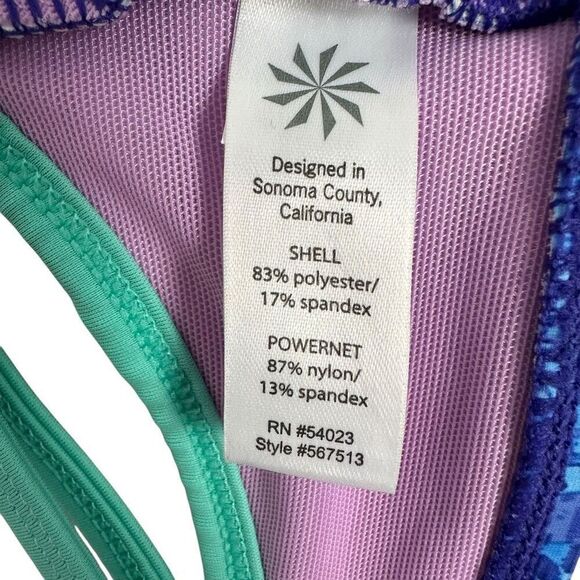 Designed in
Sonoma County,
California
SHELL
83% polyester/
17% spandex
POWERNET
87% nylon/
13% spandex
RN #54023
Style #567513